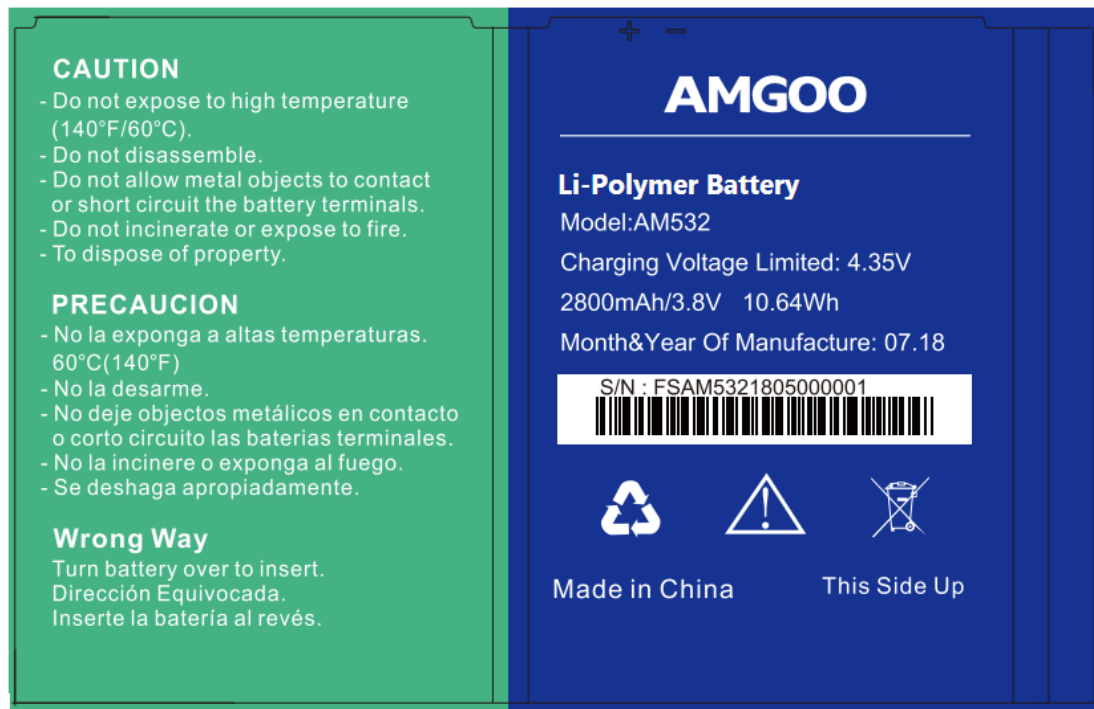 CAUTION
- Do not expose to high temperature
(140°F/60°C).
- Do not disassemble.
- Do not allow metal objects to contact
or short circuit the battery terminals.
- Do not incinerate or expose to fire.
- To dispose of property.
PRECAUCION
- No la exponga a altas temperaturas.
60°C(140°F)
- No la desarme.
- No deje objectos metálicos en contacto
o corto circuito las baterias terminales.
- No la incinere o exponga al fuego.
- Se deshaga apropiadamente.
Wrong Way
Turn battery over to insert.
Dirección Equivocada.
Inserte la batería al revés.
+ −
AMGOO
Li-Polymer Battery
Model:AM532
Charging Voltage Limited: 4.35V
2800mAh/3.8V 10.64Wh
Month&Year Of Manufacture: 07.18
S/N : FSAM5321805000001
Made in China
This Side Up